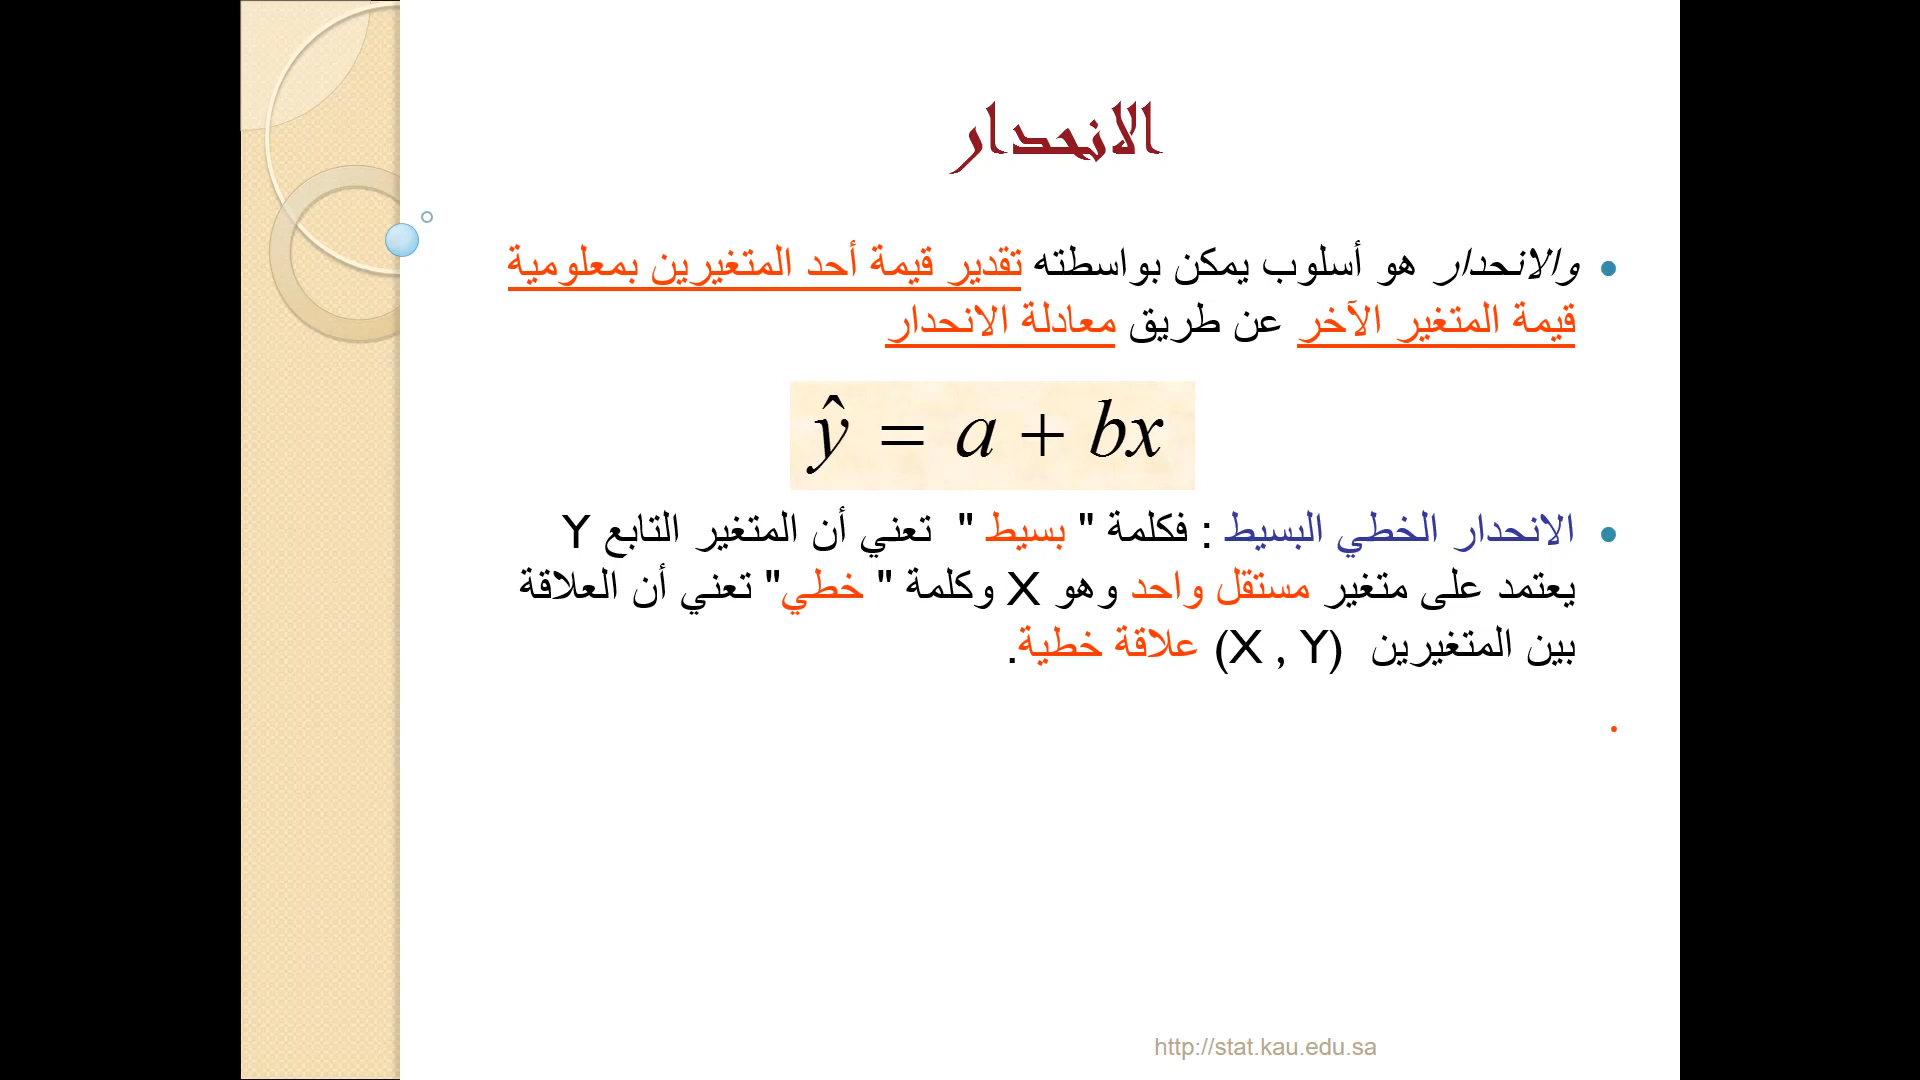 الانحدار
والانحدار هو أسلوب يمكن بواسطته تقدير قيمة أحد المتغيرين بمعلومية
قيمة المتغير الآخر عن طريق معادلة الانحدار
ŷ = a + bx
الانحدار الخطي البسيط : فكلمة " بسيط " تعني أن المتغير التابع Y
يعتمد على متغير مستقل واحد وهو X وكلمة " خطي" تعني أن العلاقة
بين المتغيرين (X , Y) علاقة خطية.
http://stat.kau.edu.sa